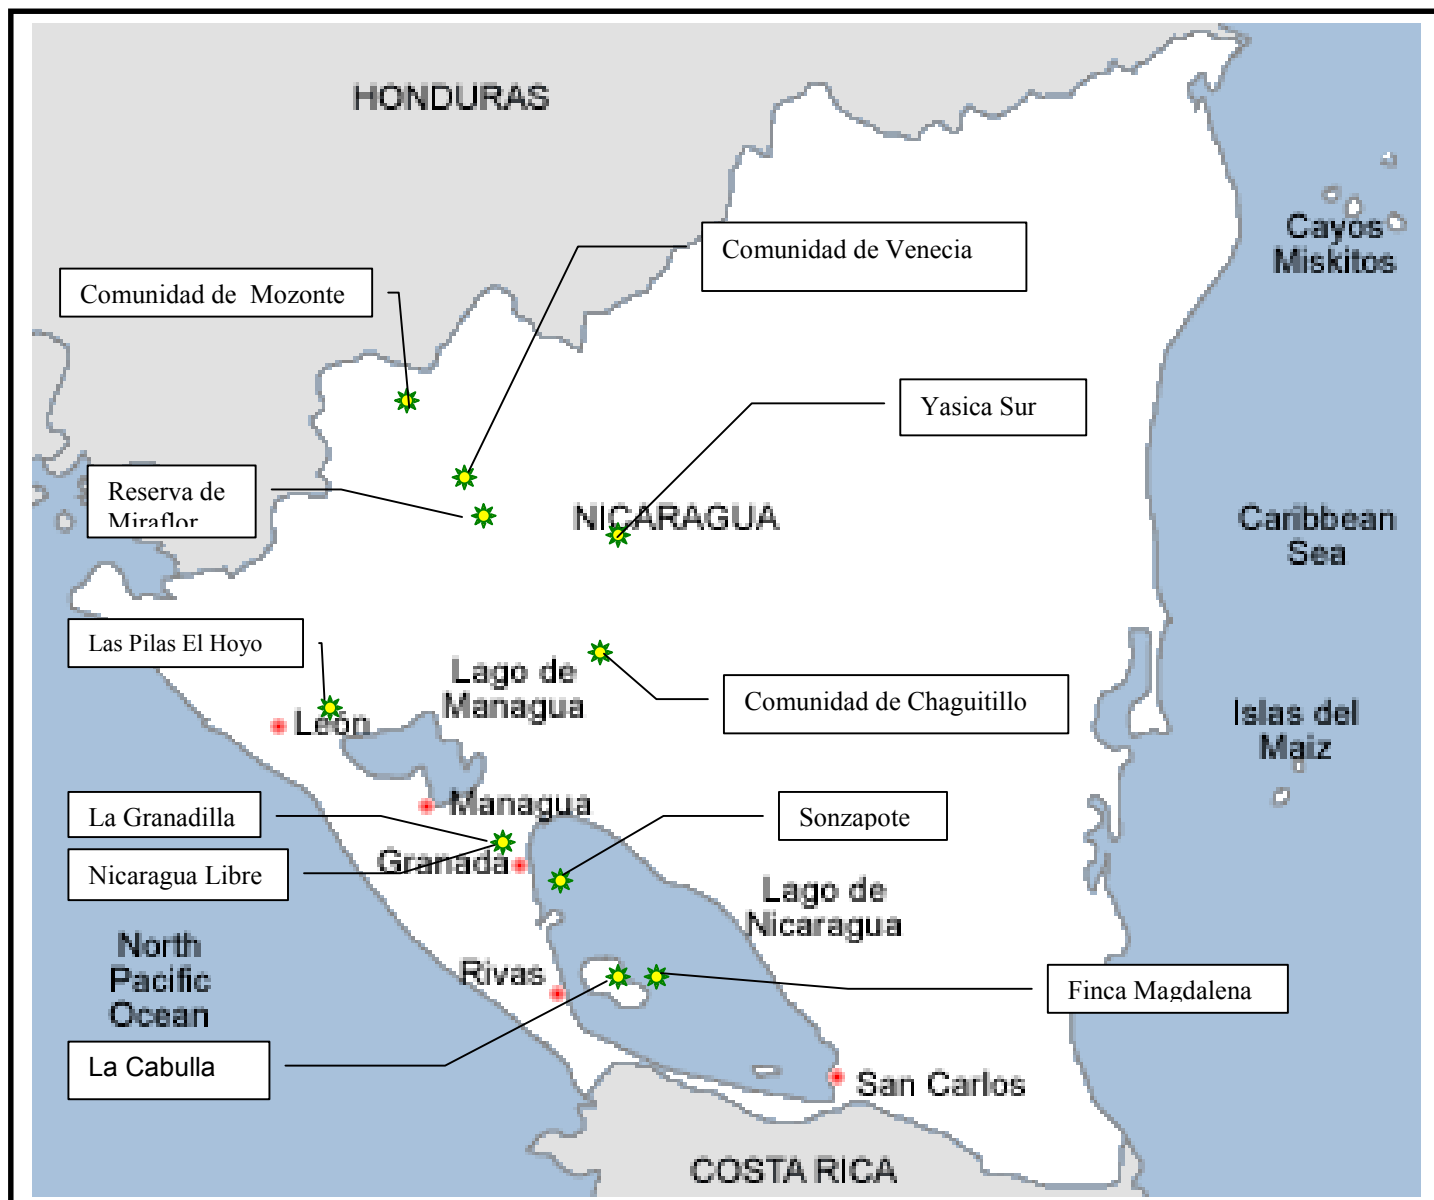 HONDURAS
Cayos
Miskitos
Comunidad de Venecia
Comunidad de  Mozonte
Yasica Sur
Reserva de
Miraflor
NICARAGUA
Caribbean
Sea
Las Pilas El Hoyo
Lago de
Managua
Comunidad de Chaguitillo
León
Islas del
Maiz
La Granadilla
Managua
Sonzapote
Nicaragua Libre
Granada
Lago de
Nicaragua
North
Pacific
Ocean
Rivas
Finca Magdalena
La Cabulla
San Carlos
COSTA RICA